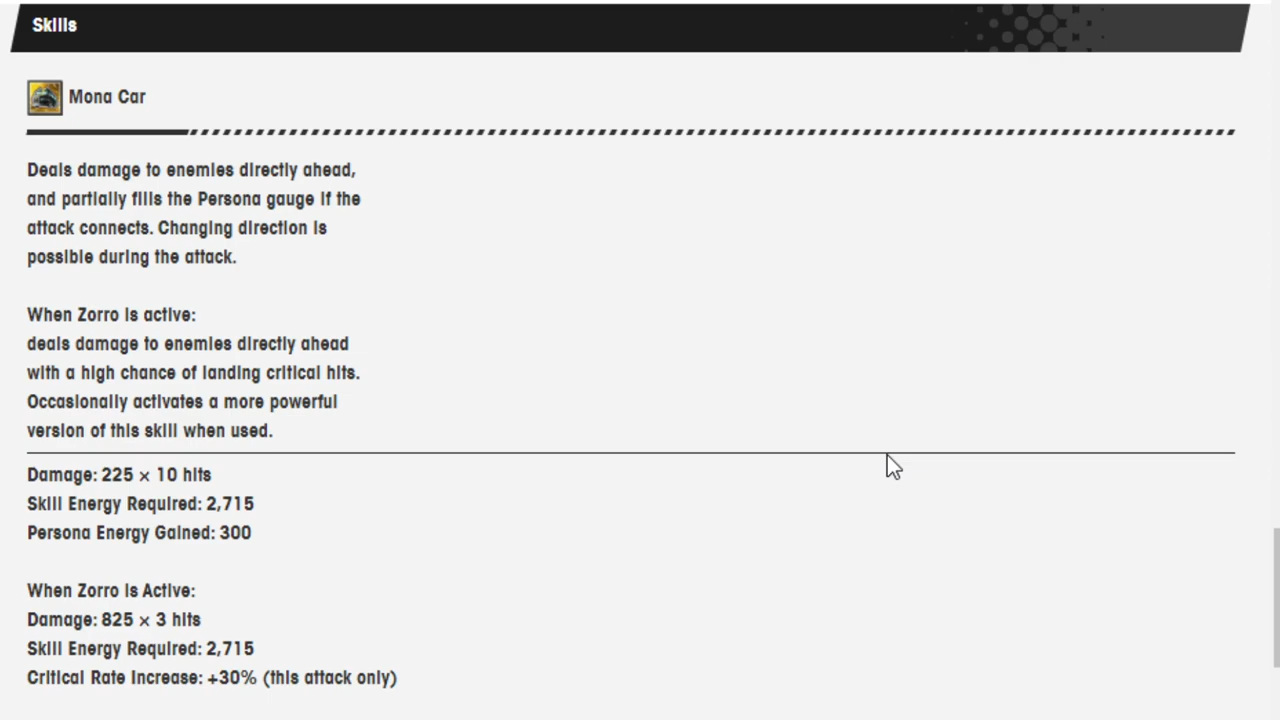 Skills
Mona Car
Deals damage to enemies directly ahead,
and partially fills the Persona gauge if the
attack connects. Changing direction is
possible during the attack.
When Zorro is active:
deals damage to enemies directly ahead
with a high chance of landing critical hits.
Occasionally activates a more powerful
version of this skill when used.
Damage: 225 × 10 hits
Skill Energy Required: 2,715
Persona Energy Gained: 300
When Zorro is Active:
Damage: 825 × 3 hits
Skill Energy Required: 2,715
Critical Rate Increase: +30% (this attack only)